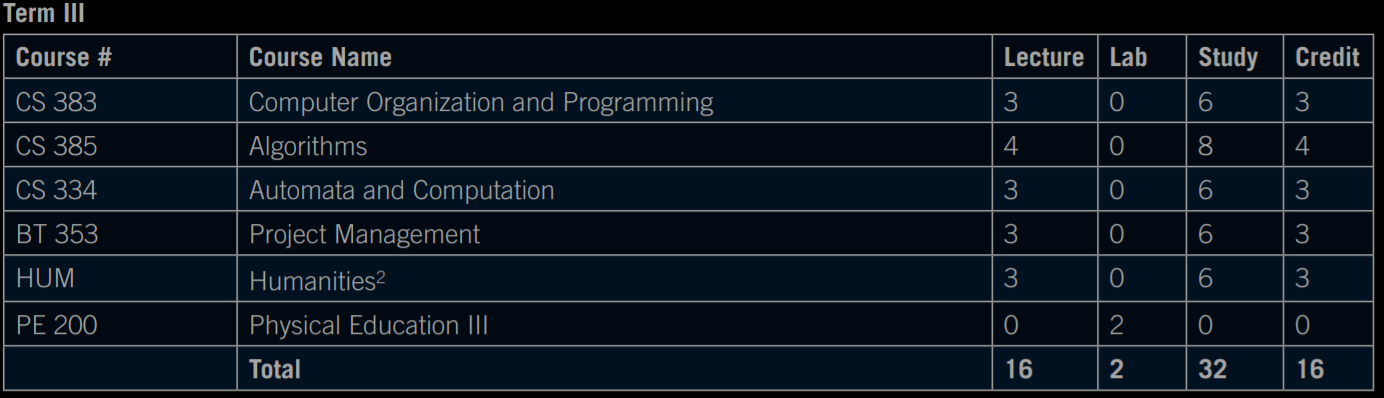 Term III
Course # Course Name Lecture Lab Study Credit
CS 383 Computer Organization and Programming 3 0 6 3
CS 385 Algorithms 4 0 8 4
CS 334 Automata and Computation 3 0 6 3
BT 353 Project Management 3 0 6 3
HUM Humanities² 3 0 6 3
PE 200 Physical Education III 0 2 0 0
Total 16 2 32 16